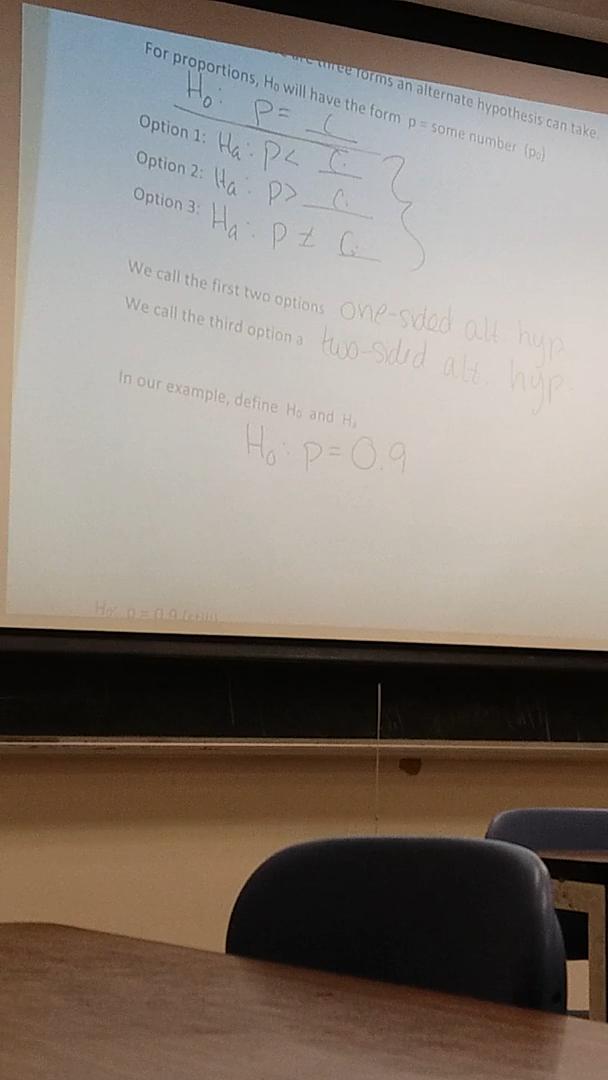 three forms an alternate hypothesis can take.
For proportions, H₀ will have the form p = some number (p₀)
H₀: p = C
Option 1: Ha: p < C
Option 2: Ha: p > C
Option 3: Ha: p ≠ C
We call the first two options one-sided alt. hyp.
We call the third option a two-sided alt. hyp.
In our example, define H₀ and Hₐ
H₀: p = 0.9